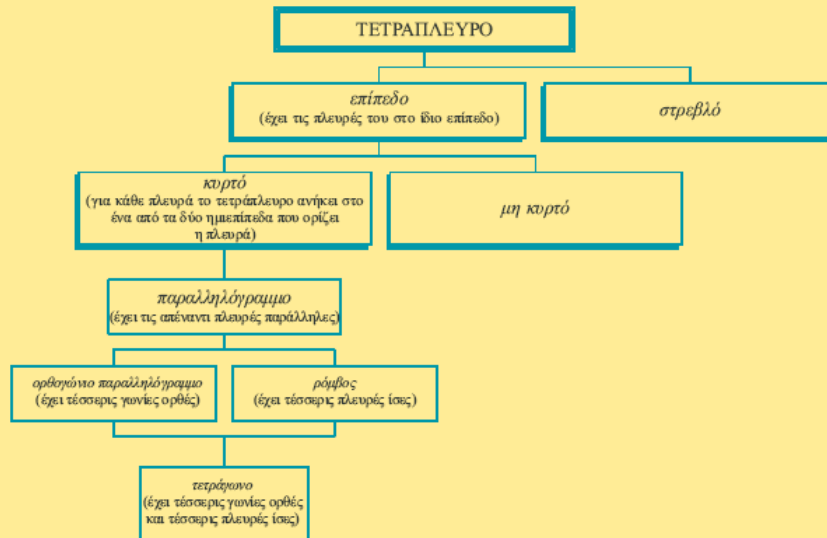 ΤΕΤΡΑΠΛΕΥΡΟ
επίπεδο
(έχει τις πλευρές του στο ίδιο επίπεδο)
στρεβλό
κυρτό
(για κάθε πλευρά το τετράπλευρο ανήκει στο
ένα από τα δύο ημιεπίπεδα που ορίζει
η πλευρά)
μη κυρτό
παραλληλόγραμμο
(έχει τις απέναντι πλευρές παράλληλες)
ορθογώνιο παραλληλόγραμμο
(έχει τέσσερις γωνίες ορθές)
ρόμβος
(έχει τέσσερις πλευρές ίσες)
τετράγωνο
(έχει τέσσερις γωνίες ορθές
και τέσσερις πλευρές ίσες)